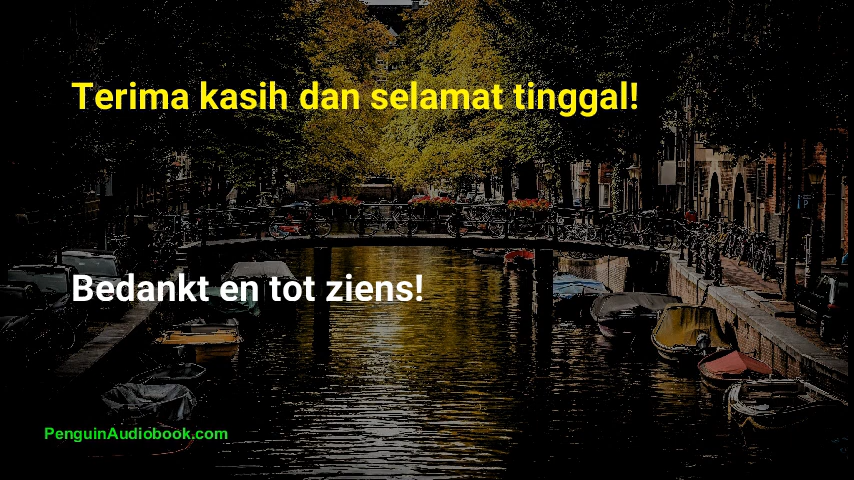 Terima kasih dan selamat tinggal!
Bedankt en tot ziens!
PenguinAudiobook.com